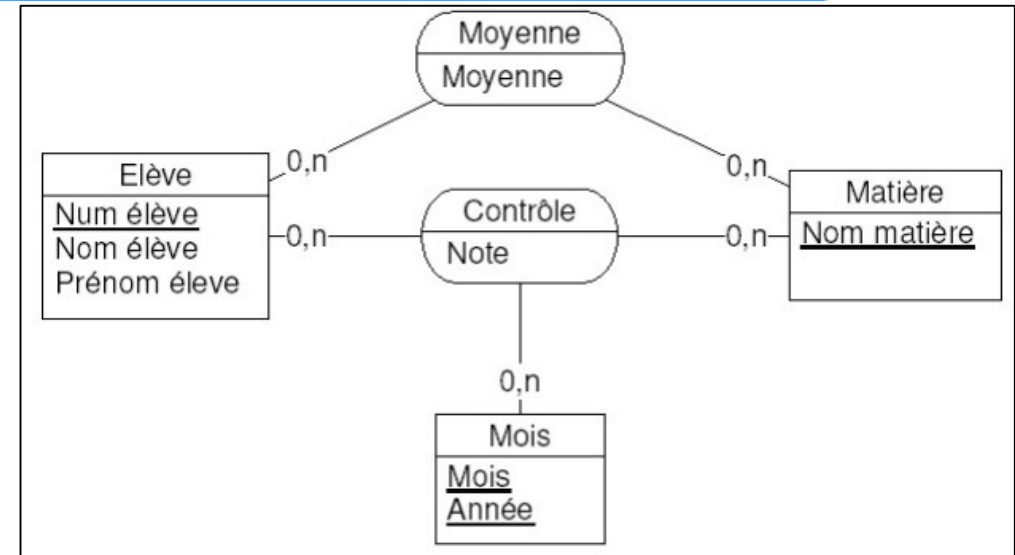 Moyenne
Moyenne
0,n
0,n
Elève
Num élève
Nom élève
Prénom éleve
0,n
Contrôle
Note
0,n
Matière
Nom matière
0,n
Mois
Mois
Année